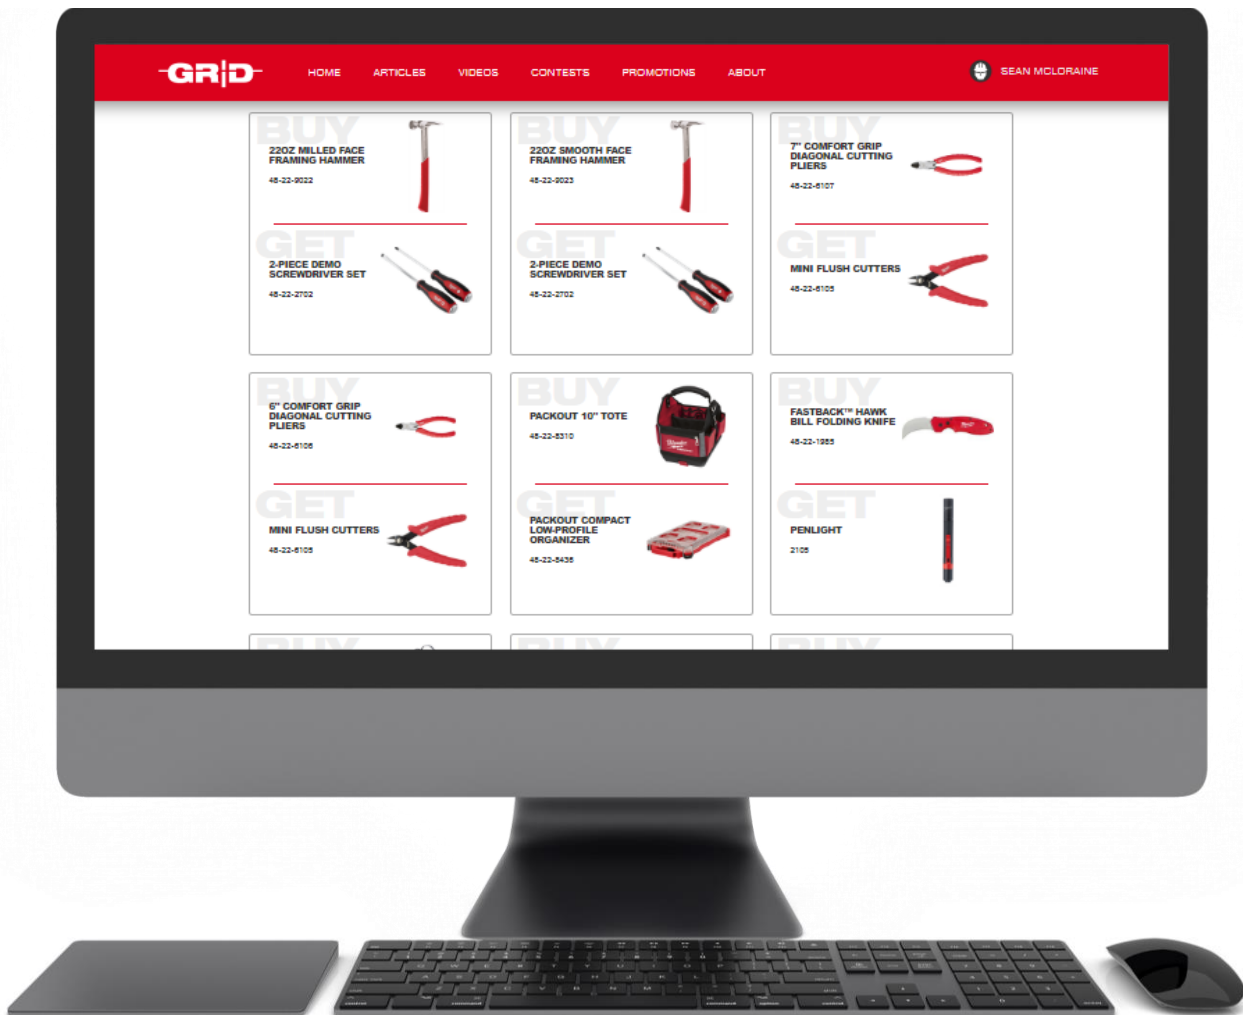 GRID
HOME ARTICLES VIDEOS CONTESTS PROMOTIONS ABOUT
SEAN MCLORAINE
BUY
22OZ MILLED FACE
FRAMING HAMMER
48-22-9022
GET
2-PIECE DEMO
SCREWDRIVER SET
48-22-2702
BUY
22OZ SMOOTH FACE
FRAMING HAMMER
48-22-9023
GET
2-PIECE DEMO
SCREWDRIVER SET
48-22-2702
BUY
7" COMFORT GRIP
DIAGONAL CUTTING
PLIERS
48-22-6107
GET
MINI FLUSH CUTTERS
48-22-6105
BUY
6" COMFORT GRIP
DIAGONAL CUTTING
PLIERS
48-22-6106
GET
MINI FLUSH CUTTERS
48-22-6105
BUY
PACKOUT 10" TOTE
48-22-8310
Milwaukee
GET
PACKOUT COMPACT
LOW-PROFILE
ORGANIZER
48-22-8436
BUY
FASTBACK™ HAWK
BILL FOLDING KNIFE
48-22-1985
GET
PENLIGHT
2105
BUY
BUY
BUY